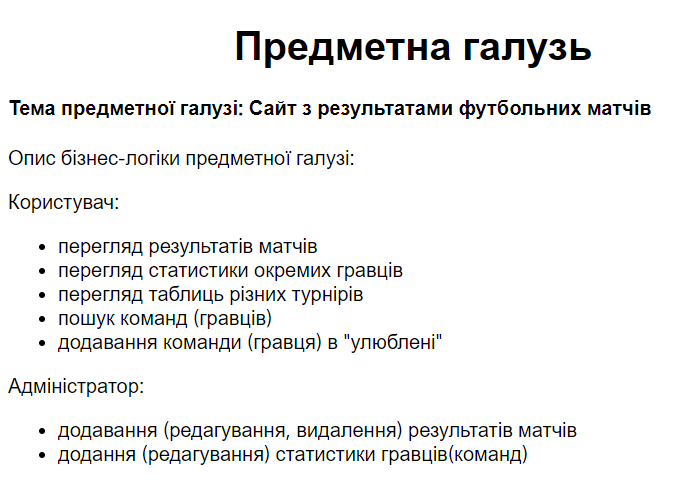 Предметна галузь
Тема предметної галузі: Сайт з результатами футбольних матчів
Опис бізнес-логіки предметної галузі:
Користувач:
• перегляд результатів матчів
• перегляд статистики окремих гравців
• перегляд таблиць різних турнірів
• пошук команд (гравців)
• додавання команди (гравця) в "улюблені"
Адміністратор:
• додавання (редагування, видалення) результатів матчів
• додання (редагування) статистики гравців(команд)